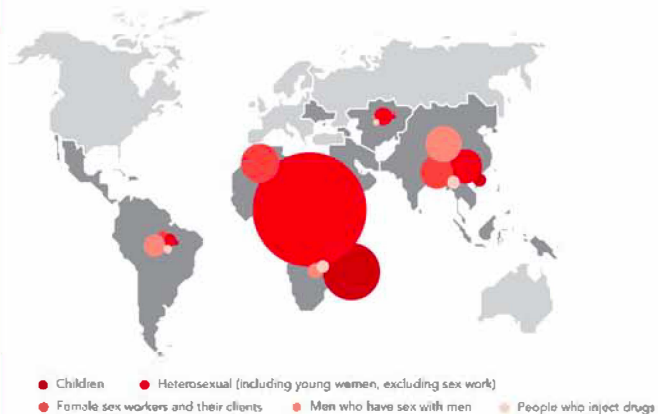 Children Heterosexual (including young women, excluding sex work)
Female sex workers and their clients Men who have sex with men People who inject drugs